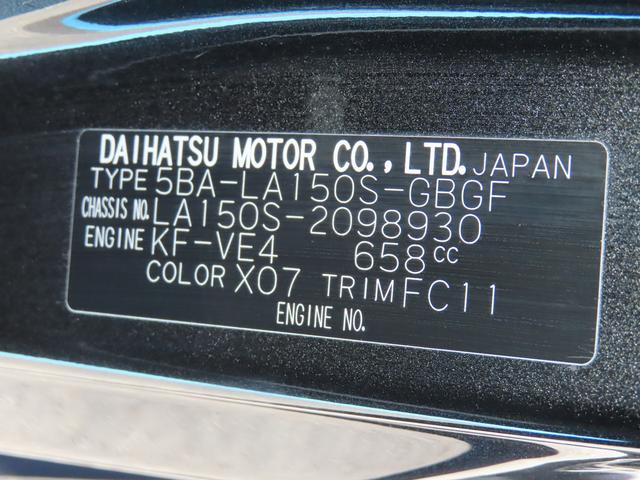 DAIHATSU MOTOR CO., LTD. JAPAN
TYPE 5BA-LA150S-GBGF
CHASSIS NO. LA150S-2098930
ENGINE KF-VE4 658cc
COLOR X07 TRIM FC11
ENGINE NO.